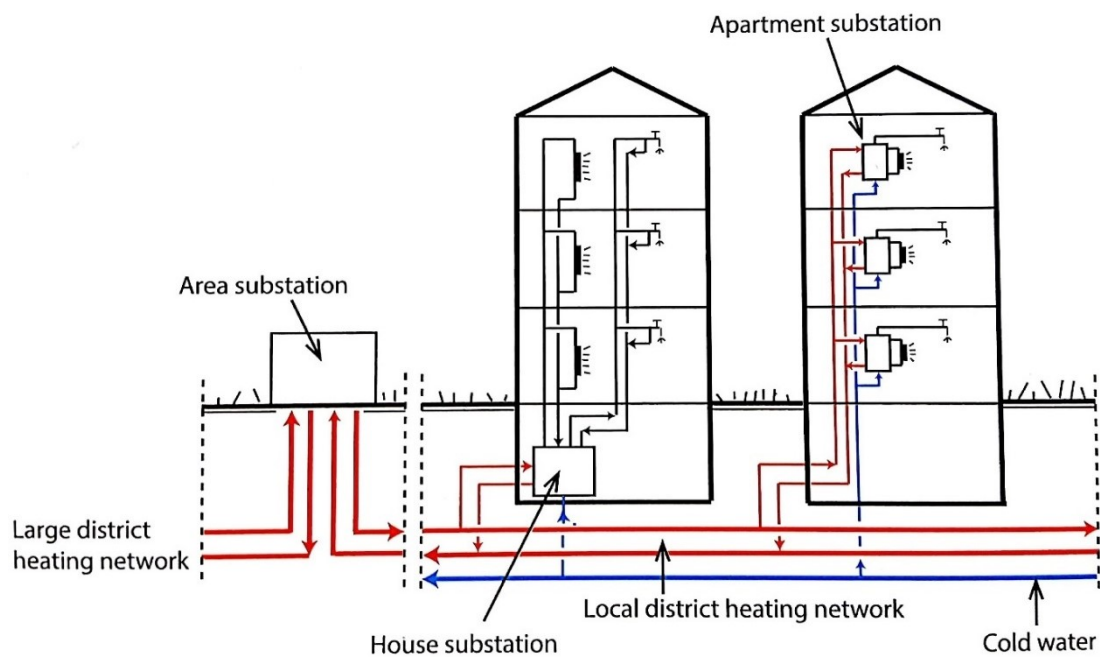 Apartment substation
Area substation
Large district
heating network
Local district heating network
House substation
Cold water